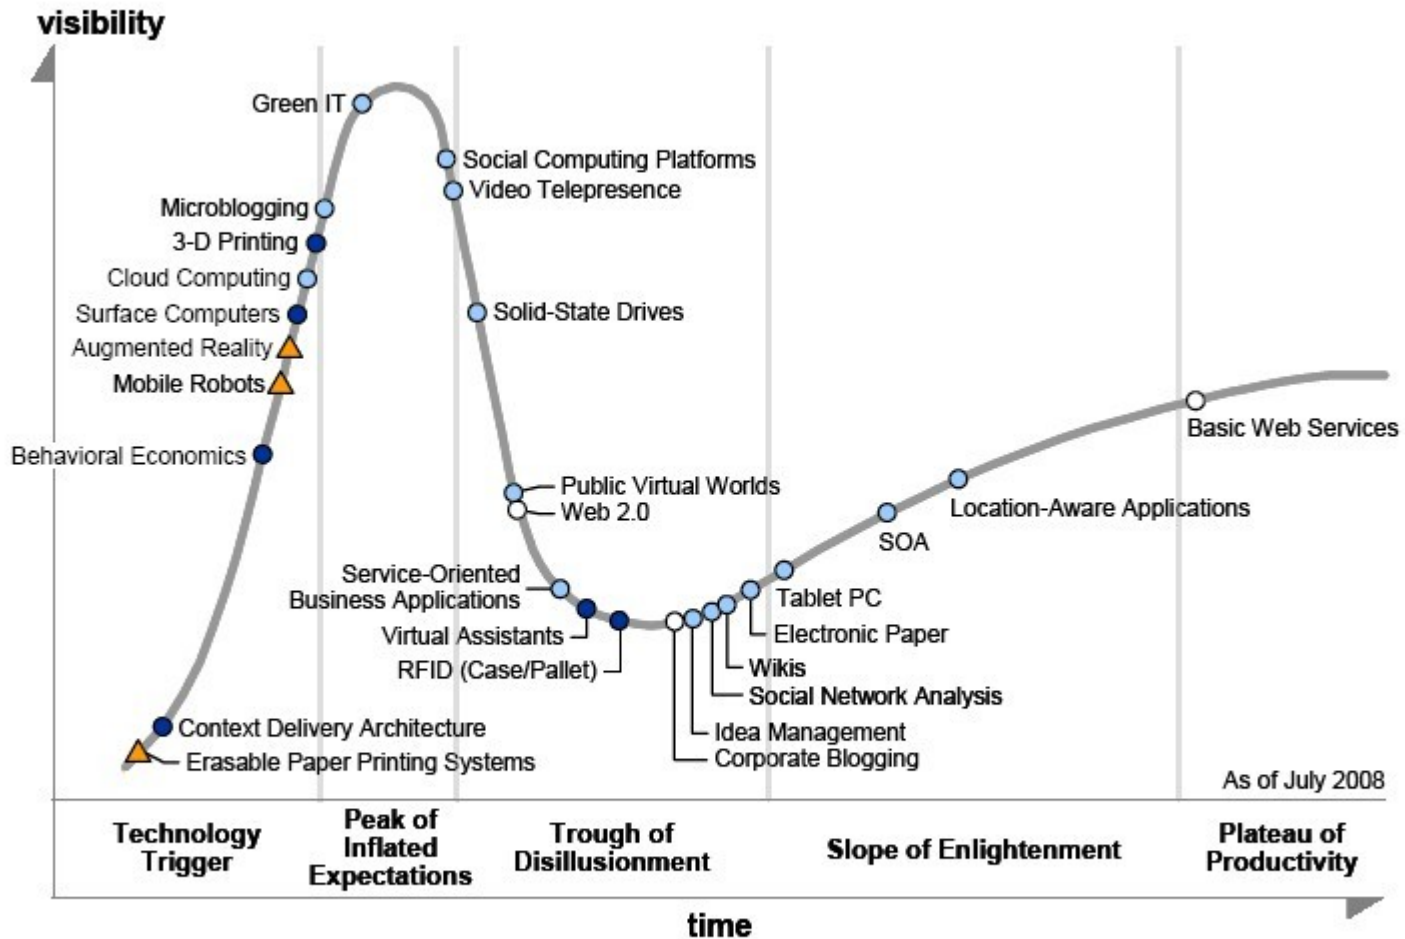 visibility
Green IT
Social Computing Platforms
Video Telepresence
Microblogging
3-D Printing
Cloud Computing
Surface Computers
Solid-State Drives
Augmented Reality
Mobile Robots
Basic Web Services
Behavioral Economics
Public Virtual Worlds
Web 2.0
Location-Aware Applications
SOA
Service-Oriented
Business Applications
Tablet PC
Virtual Assistants
Electronic Paper
RFID (Case/Pallet)
Wikis
Social Network Analysis
Context Delivery Architecture
Idea Management
Erasable Paper Printing Systems
Corporate Blogging
As of July 2008
Technology
Trigger
Peak of
Inflated
Expectations
Trough of
Disillusionment
Slope of Enlightenment
Plateau of
Productivity
time